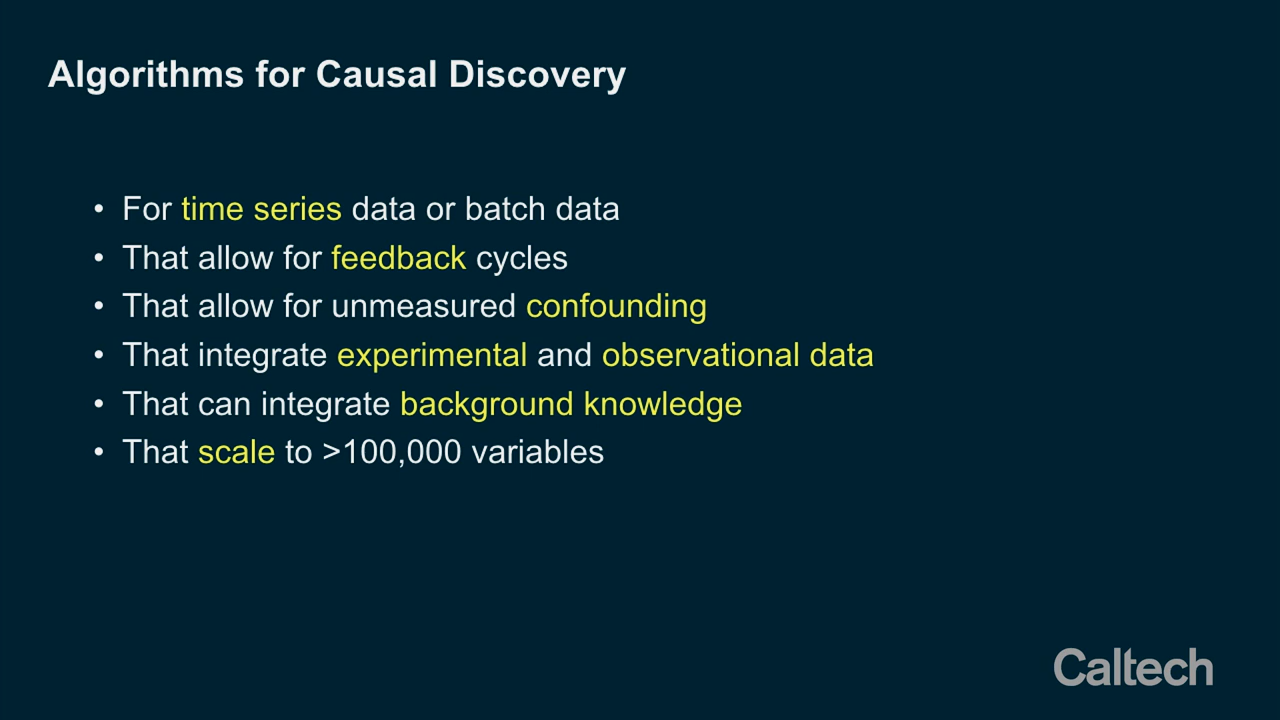 Algorithms for Causal Discovery
• For time series data or batch data
• That allow for feedback cycles
• That allow for unmeasured confounding
• That integrate experimental and observational data
• That can integrate background knowledge
• That scale to >100,000 variables
Caltech